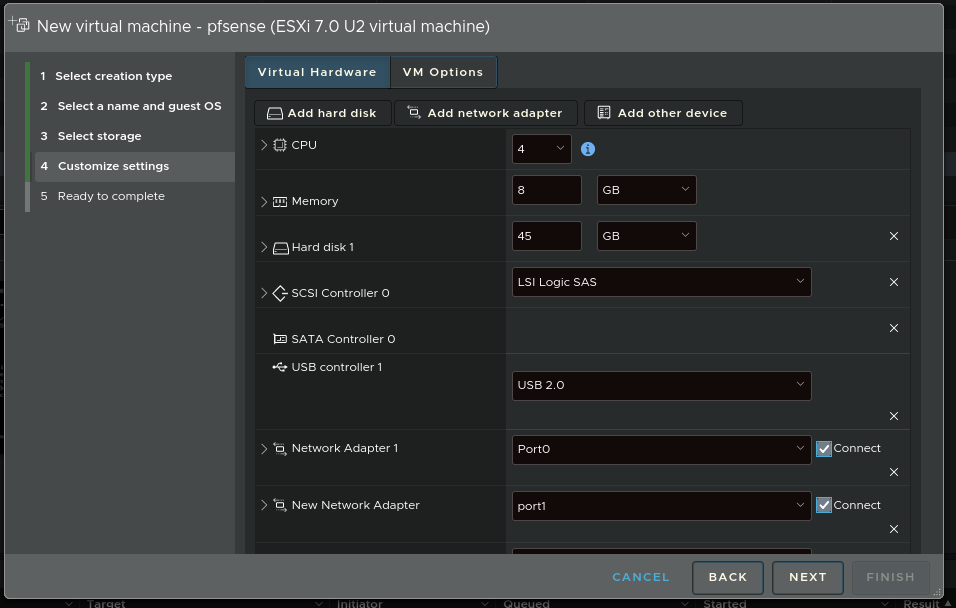 New virtual machine - pfsense (ESXi 7.0 U2 virtual machine)
1 Select creation type
2 Select a name and guest OS
3 Select storage
4 Customize settings
5 Ready to complete
Virtual Hardware VM Options
Add hard disk Add network adapter Add other device
CPU 4
Memory 8 GB
Hard disk 1 45 GB
SCSI Controller 0 LSI Logic SAS
SATA Controller 0
USB controller 1 USB 2.0
Network Adapter 1 Port0 Connect
New Network Adapter port1 Connect
CANCEL BACK NEXT FINISH
Target Initiator Queued Started Result